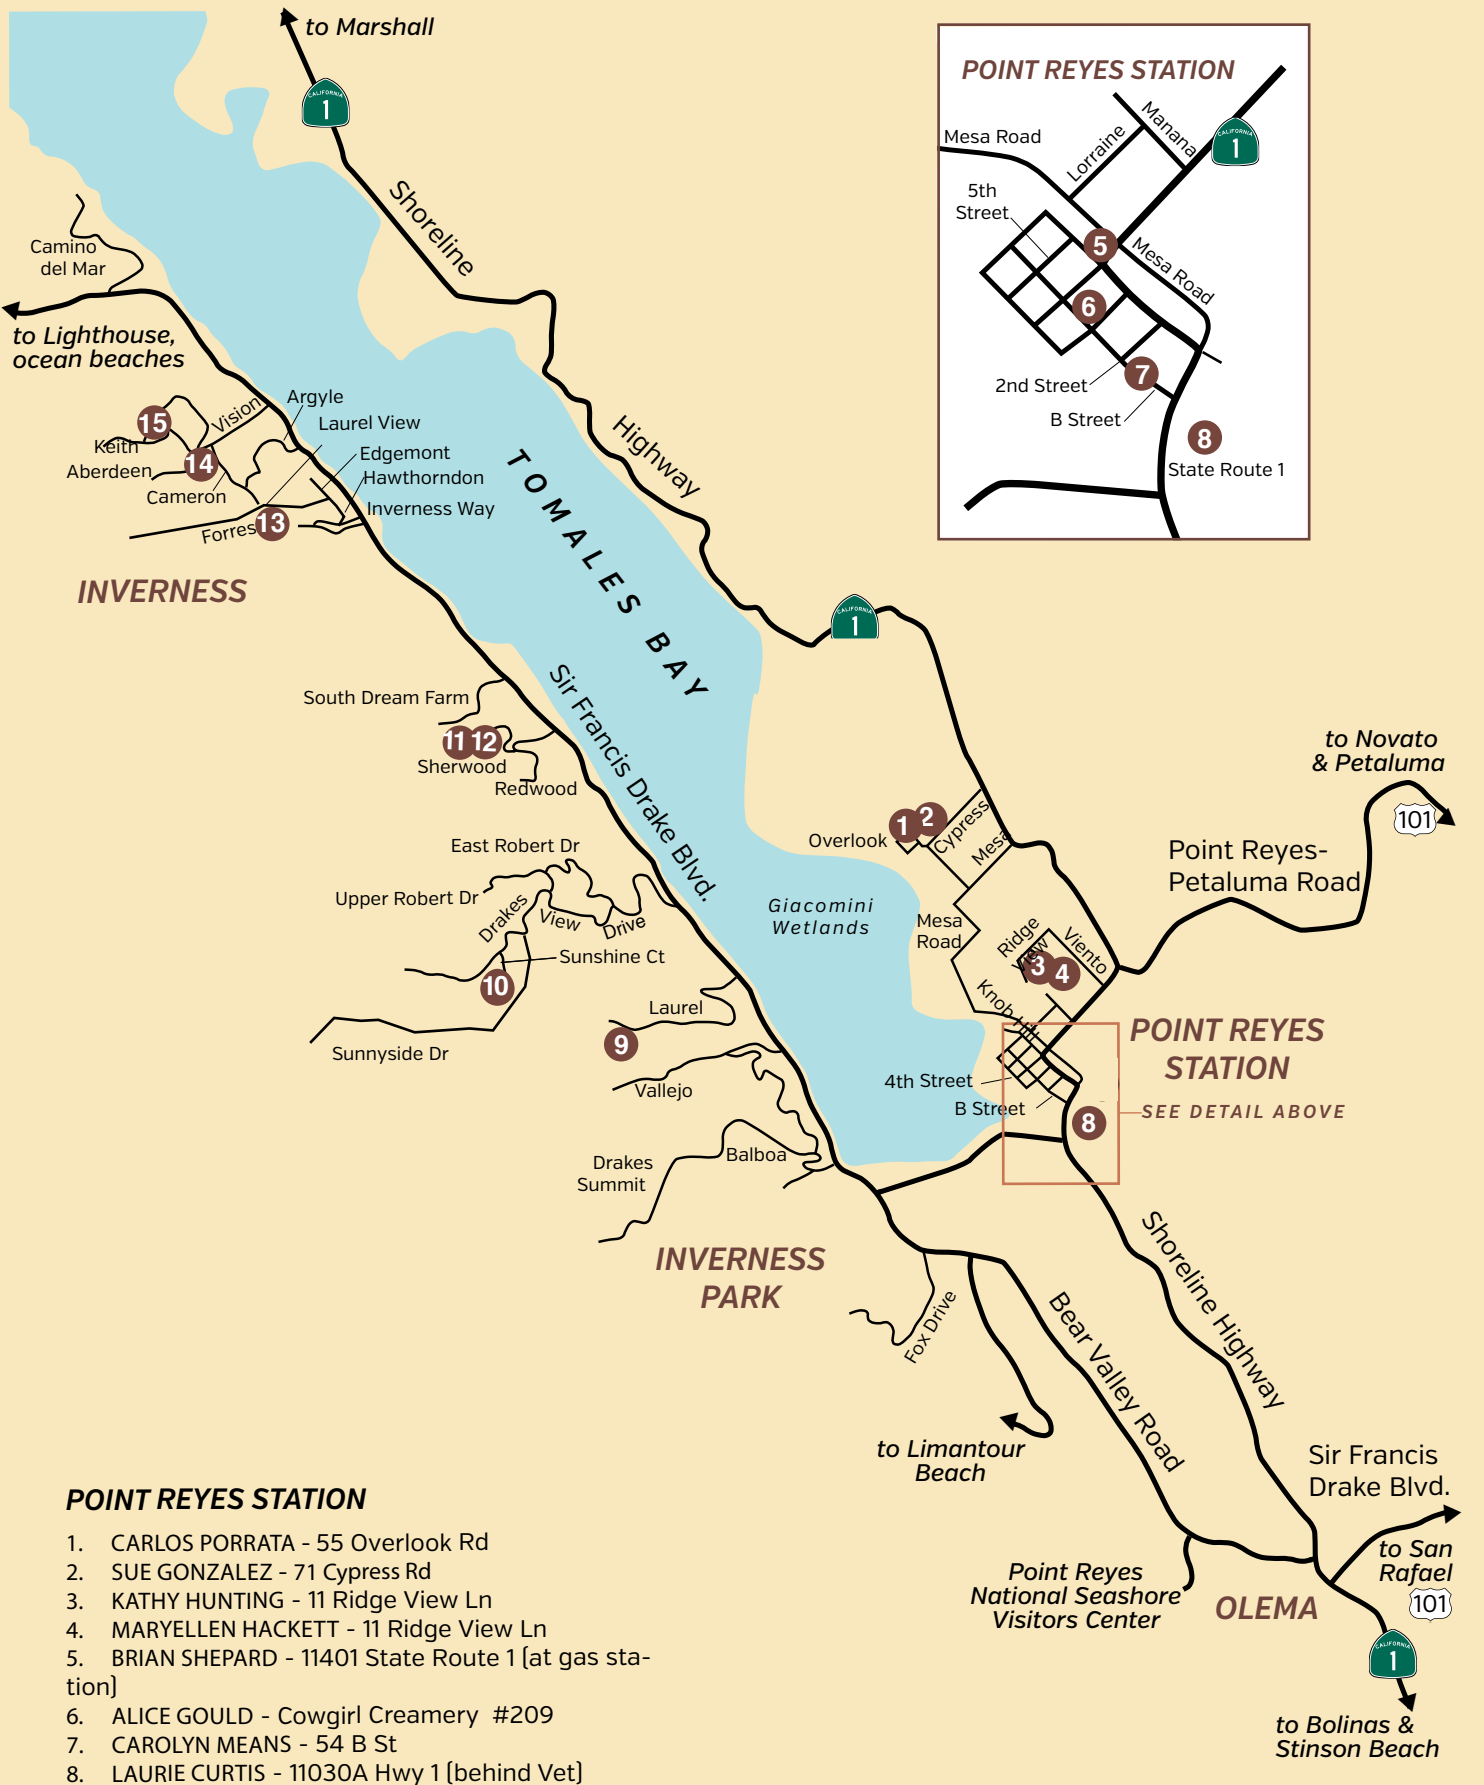 to Marshall
CALIFORNIA
1
Shoreline
Highway
POINT REYES STATION
Mesa Road
Lorraine
Manana
CALIFORNIA
1
5th
Street
5
Mesa Road
6
2nd Street
7
B Street
8
State Route 1
Camino
del Mar
to Lighthouse,
ocean beaches
Argyle
Vision
Laurel View
15
Keith
Edgemont
14
Aberdeen
Hawthorndon
Cameron
Inverness Way
Forres
13
INVERNESS
TOMALES BAY
CALIFORNIA
1
Sir Francis Drake Blvd.
South Dream Farm
11
12
Sherwood
Redwood
to Novato
& Petaluma
101
Point Reyes-
Petaluma Road
1
2
Overlook
Cypress
Mesa
East Robert Dr
Upper Robert Dr
Drakes
View
Drive
Sunshine Ct
10
Sunnyside Dr
Giacomini
Wetlands
Mesa
Road
Ridge
View
Viento
3
4
Knob Hill
Laurel
9
Vallejo
POINT REYES
STATION
4th Street
B Street
SEE DETAIL ABOVE
8
Balboa
Drakes
Summit
INVERNESS
PARK
Fox Drive
Shoreline Highway
Bear Valley Road
to Limantour
Beach
Sir Francis
Drake Blvd.
to San
Rafael
101
Point Reyes
National Seashore
Visitors Center
OLEMA
CALIFORNIA
1
to Bolinas &
Stinson Beach
POINT REYES STATION
1. CARLOS PORRATA - 55 Overlook Rd
2. SUE GONZALEZ - 71 Cypress Rd
3. KATHY HUNTING - 11 Ridge View Ln
4. MARYELLEN HACKETT - 11 Ridge View Ln
5. BRIAN SHEPARD - 11401 State Route 1 (at gas sta-
tion)
6. ALICE GOULD - Cowgirl Creamery #209
7. CAROLYN MEANS - 54 B St
8. LAURIE CURTIS - 11030A Hwy 1 (behind Vet)